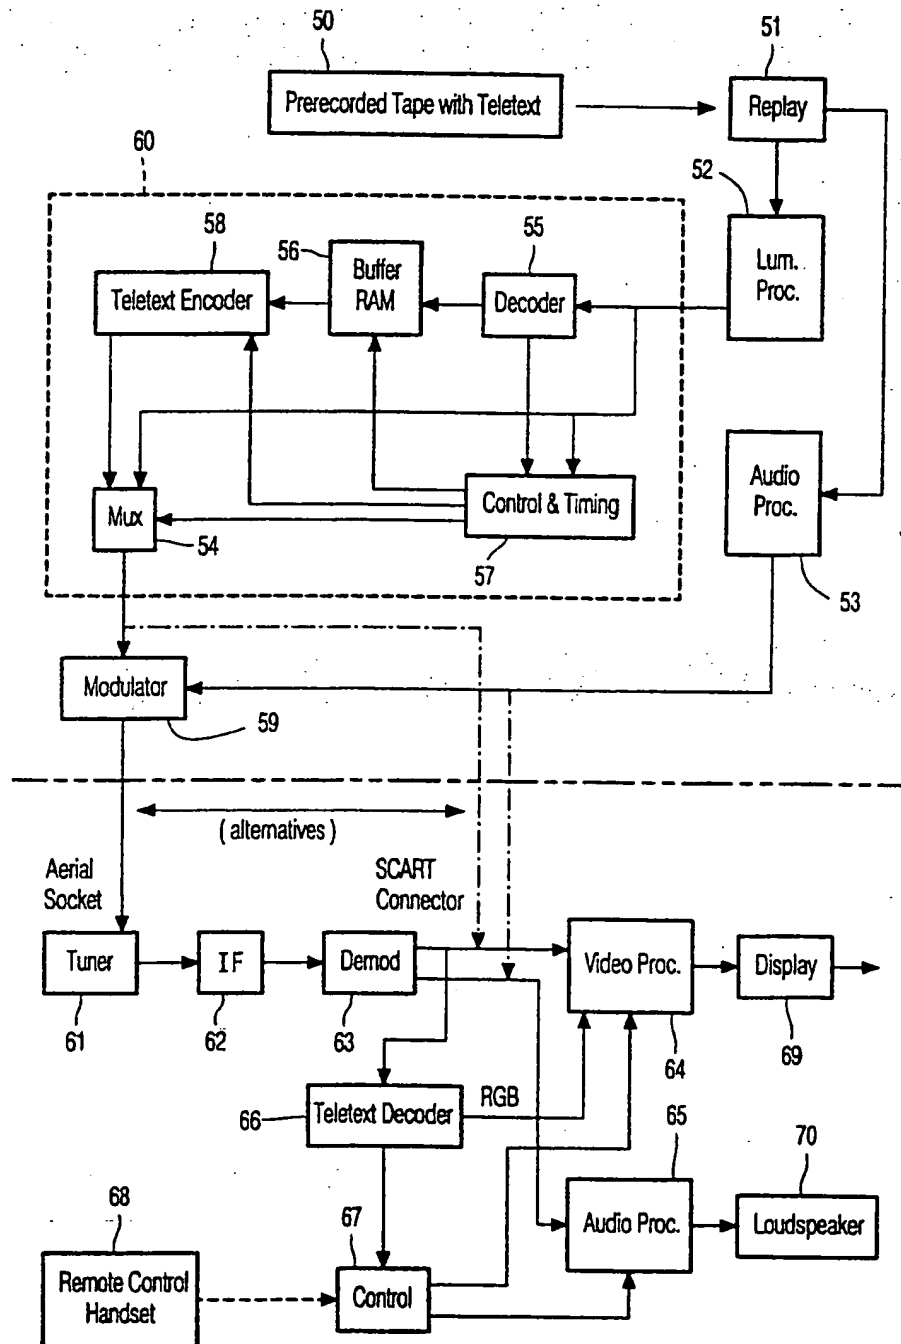 50
51
Prerecorded Tape with Teletext
Replay
60
52
58
56
Buffer
RAM
55
Lum.
Proc.
Teletext Encoder
Decoder
Audio
Proc.
Mux
54
Control & Timing
57
53
Modulator
59
( alternatives )
Aerial
Socket
SCART
Connector
Tuner
IF
Demod
Video Proc.
Display
61
62
63
64
69
66
Teletext Decoder
RGB
65
70
68
67
Audio Proc.
Loudspeaker
Remote Control
Handset
Control